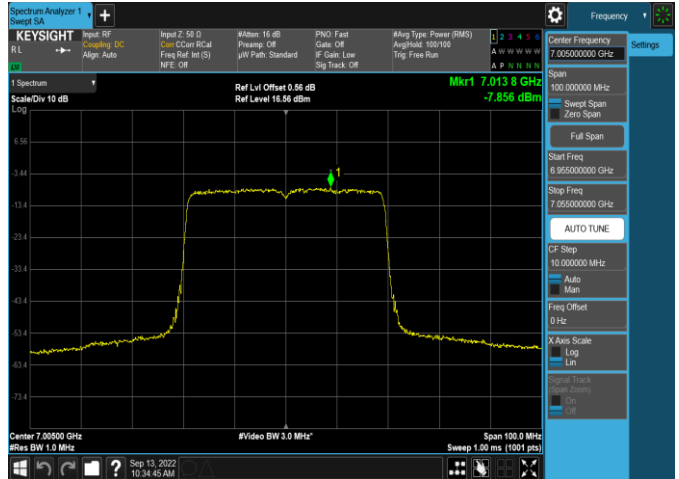 Spectrum Analyzer 1
Swept SA
+
Frequency
KEYSIGHT
R L
Input: RF
Coupling: DC
Align: Auto
Input Z: 50 Ω
Corr CCorr RCal
Freq Ref: Int (S)
NFE: Off
#Atten: 16 dB
Preamp: Off
µW Path: Standard
PNO: Fast
Gate: Off
IF Gain: Low
Sig Track: Off
#Avg Type: Power (RMS)
Avg|Hold: 100/100
Trig: Free Run
1 2 3 4 5 6
A W W W W W
A P N N N N
1 Spectrum
Scale/Div 10 dB
Log
Ref Lvl Offset 0.56 dB
Ref Level 16.56 dBm
Mkr1 7.013 8 GHz
-7.856 dBm
6.56
-3.44
-13.4
-23.4
-33.4
-43.4
-53.4
-63.4
-73.4
1
Center 7.00500 GHz
#Res BW 1.0 MHz
#Video BW 3.0 MHz*
Span 100.0 MHz
Sweep 1.00 ms (1001 pts)
Sep 13, 2022
10:34:45 AM
?
Center Frequency
7.005000000 GHz
Span
100.000000 MHz
Swept Span
Zero Span
Full Span
Start Freq
6.955000000 GHz
Stop Freq
7.055000000 GHz
AUTO TUNE
CF Step
10.000000 MHz
Auto
Man
Freq Offset
0 Hz
X Axis Scale
Log
Lin
Signal Track
(Span Zoom)
On
Off
Settings